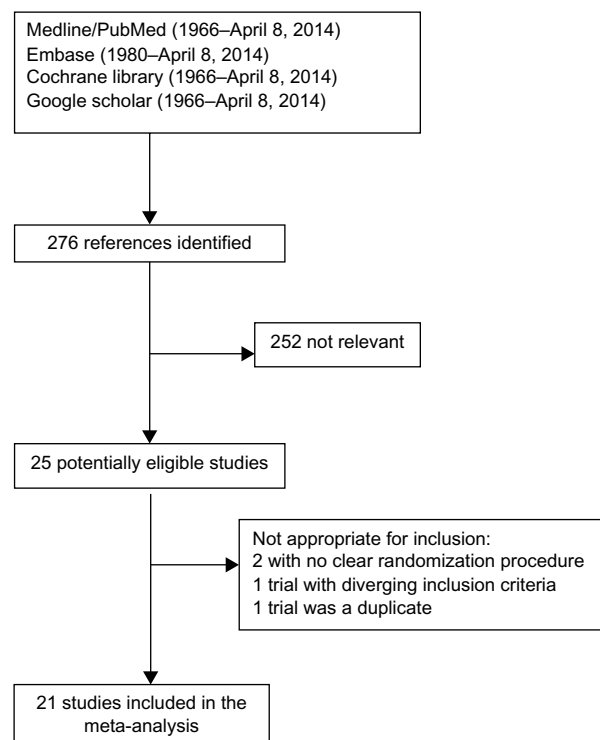 Medline/PubMed (1966–April 8, 2014)
Embase (1980–April 8, 2014)
Cochrane library (1966–April 8, 2014)
Google scholar (1966–April 8, 2014)
276 references identified
252 not relevant
25 potentially eligible studies
Not appropriate for inclusion:
2 with no clear randomization procedure
1 trial with diverging inclusion criteria
1 trial was a duplicate
21 studies included in the
meta-analysis